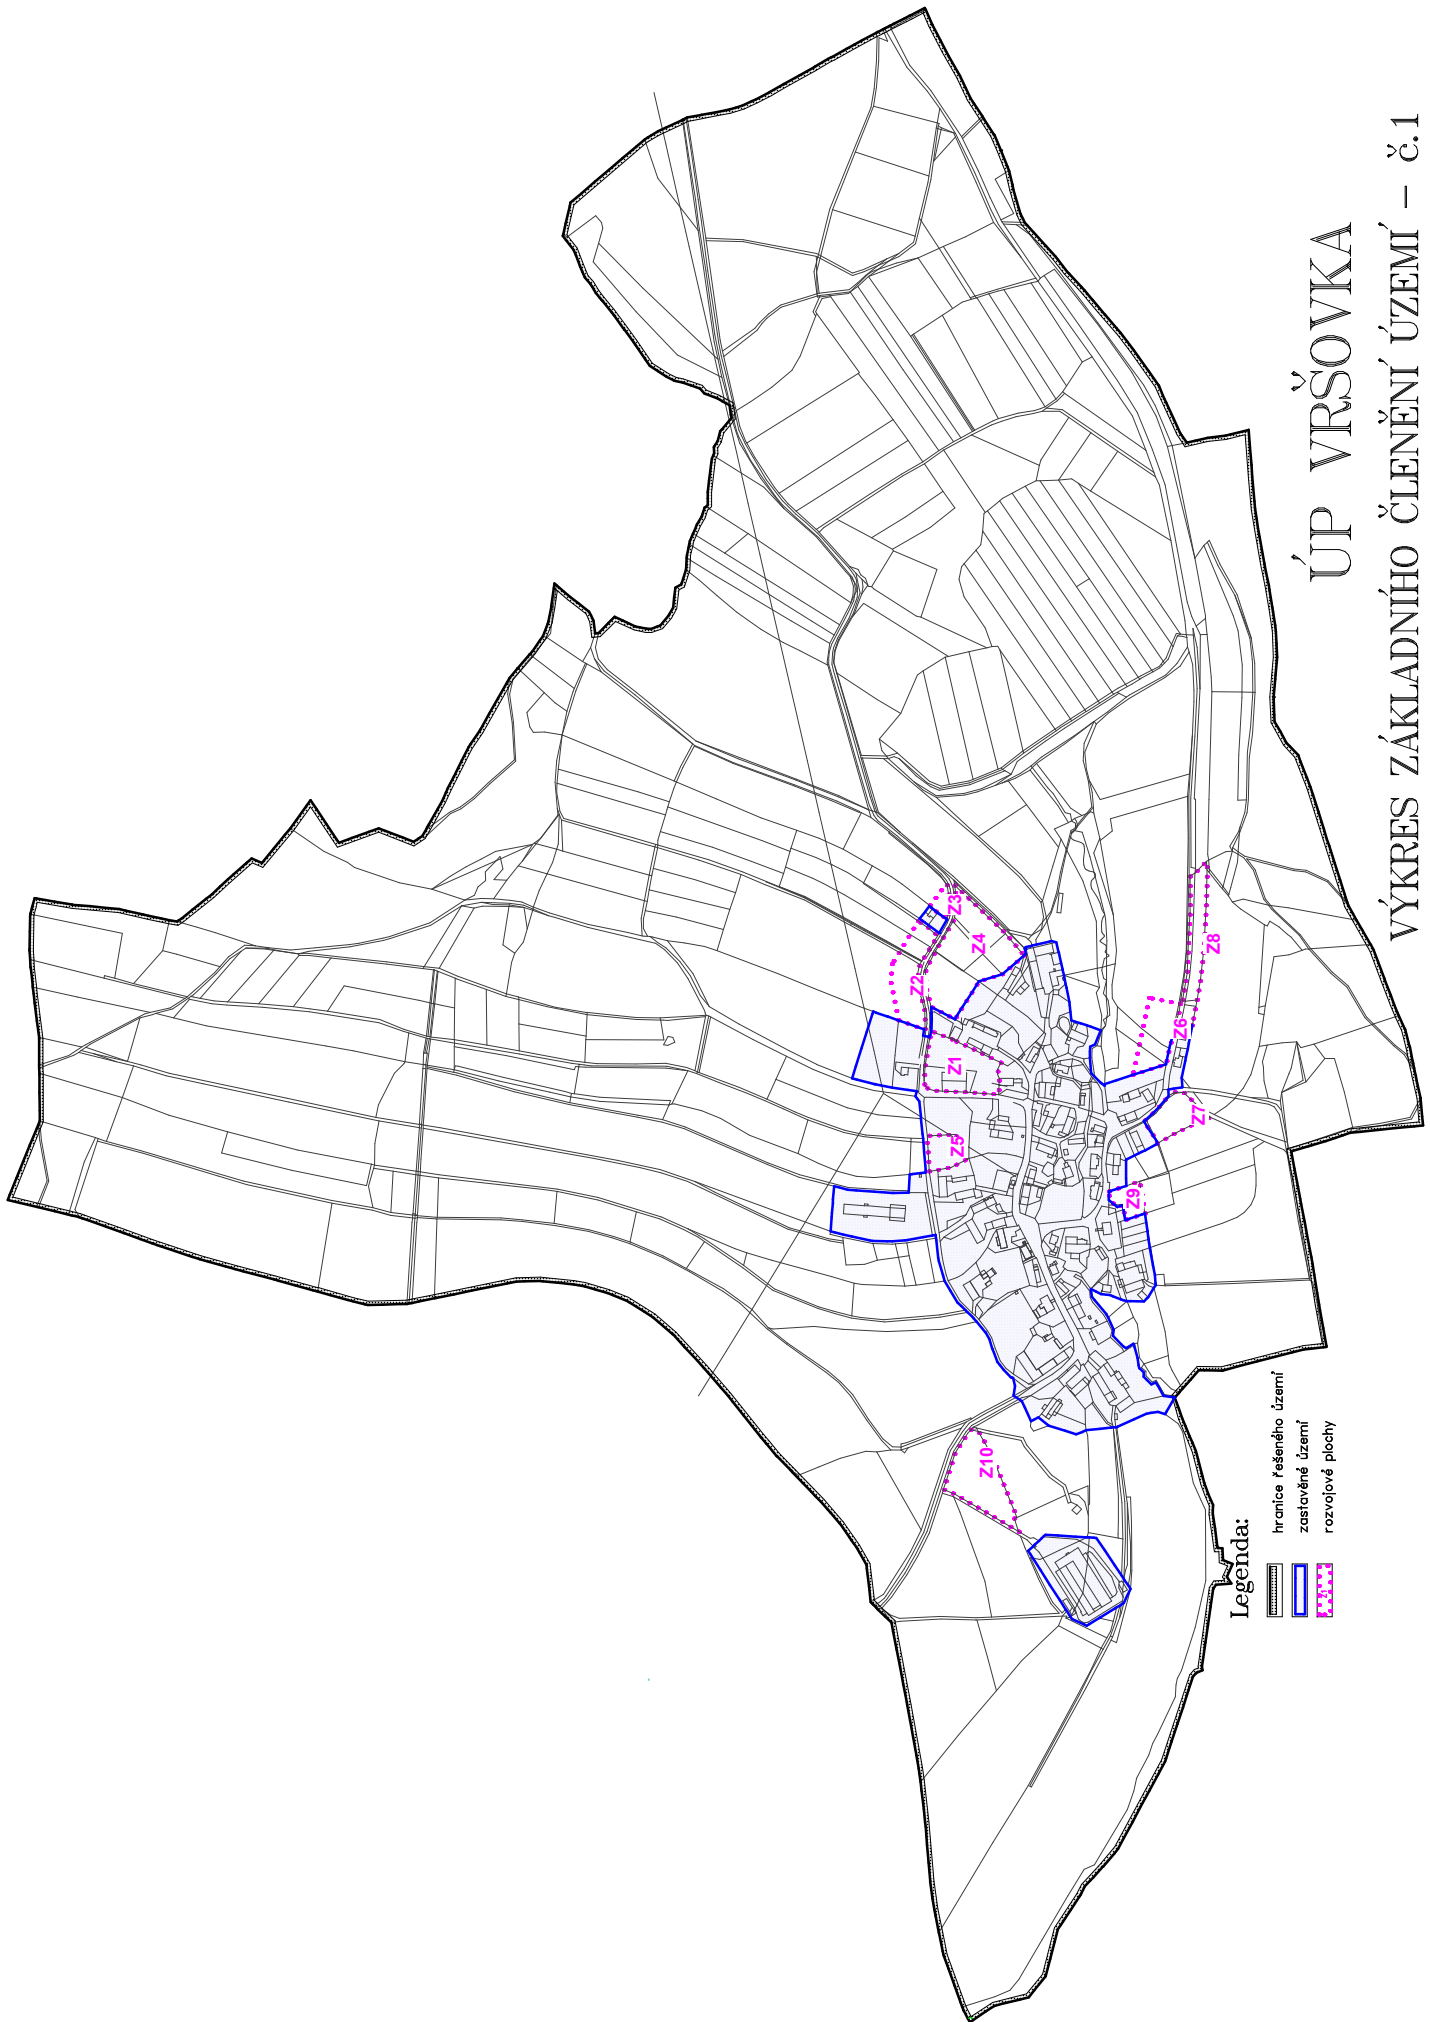 ÚP VRŠOVKA
VÝKRES ZÁKLADNÍHO ČLENĚNÍ ÚZEMÍ – č.1
Legenda:
hranice řešeného území
zastavěné území
Z1
rozvojové plochy
Z1
Z2
Z3
Z4
Z5
Z6
Z7
Z8
Z9
Z10